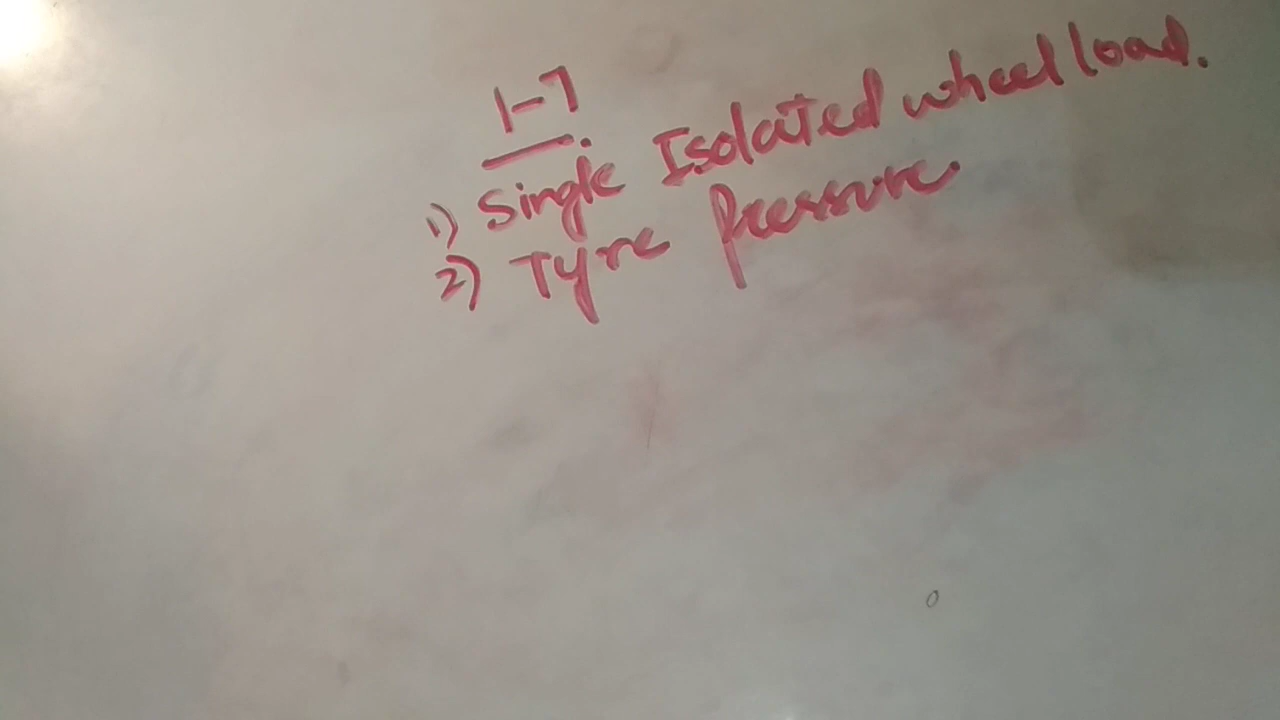 1-7
1) Single Isolated wheel load.
2) Tyre Pressure.